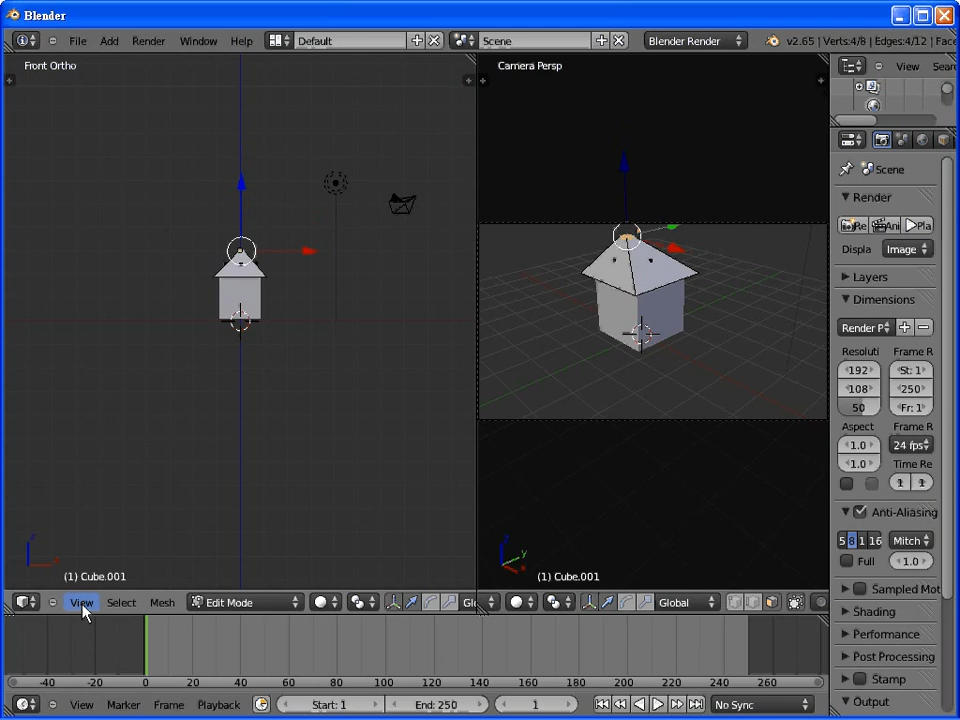 Blender
File Add Render Window Help Default Scene Blender Render v2.65 | Verts:4/8 | Edges:4/12 | Face
Front Ortho
Camera Persp
View Sear
Scene
Render
Re Ani Pla
Displa Image
Layers
Dimensions
Render P
Resoluti Frame R
192 St: 1
108 250
50 Fr: 1
Aspect Frame R
1.0 24 fps
1.0 Time Re
1 1
Anti-Aliasing
5 8 1 16 Mitch
Full 1.0
Sampled Mot
Shading
Performance
Post Processing
Stamp
Output
z
x
z
y
x
(1) Cube.001
(1) Cube.001
View Select Mesh Edit Mode Gl Global
-40 -20 0 20 40 60 80 100 120 140 160 180 200 220 240 260
View Marker Frame Playback Start: 1 End: 250 1 No Sync